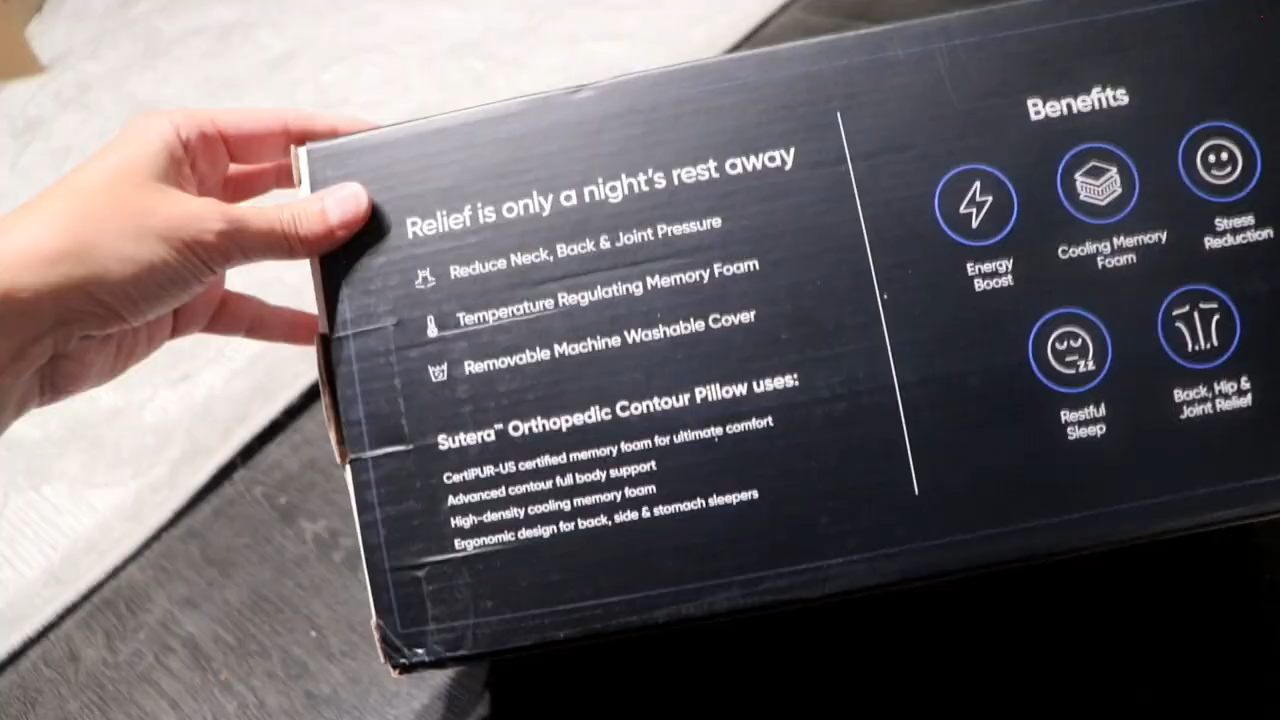 Relief is only a night's rest away
Reduce Neck, Back & Joint Pressure
Temperature Regulating Memory Foam
Removable Machine Washable Cover
Sutera™ Orthopedic Contour Pillow uses:
CertiPUR-US certified memory foam for ultimate comfort
Advanced contour full body support
High-density cooling memory foam
Ergonomic design for back, side & stomach sleepers
Benefits
Energy
Boost
Cooling Memory
Foam
Stress
Reduction
Restful
Sleep
Back, Hip &
Joint Relief